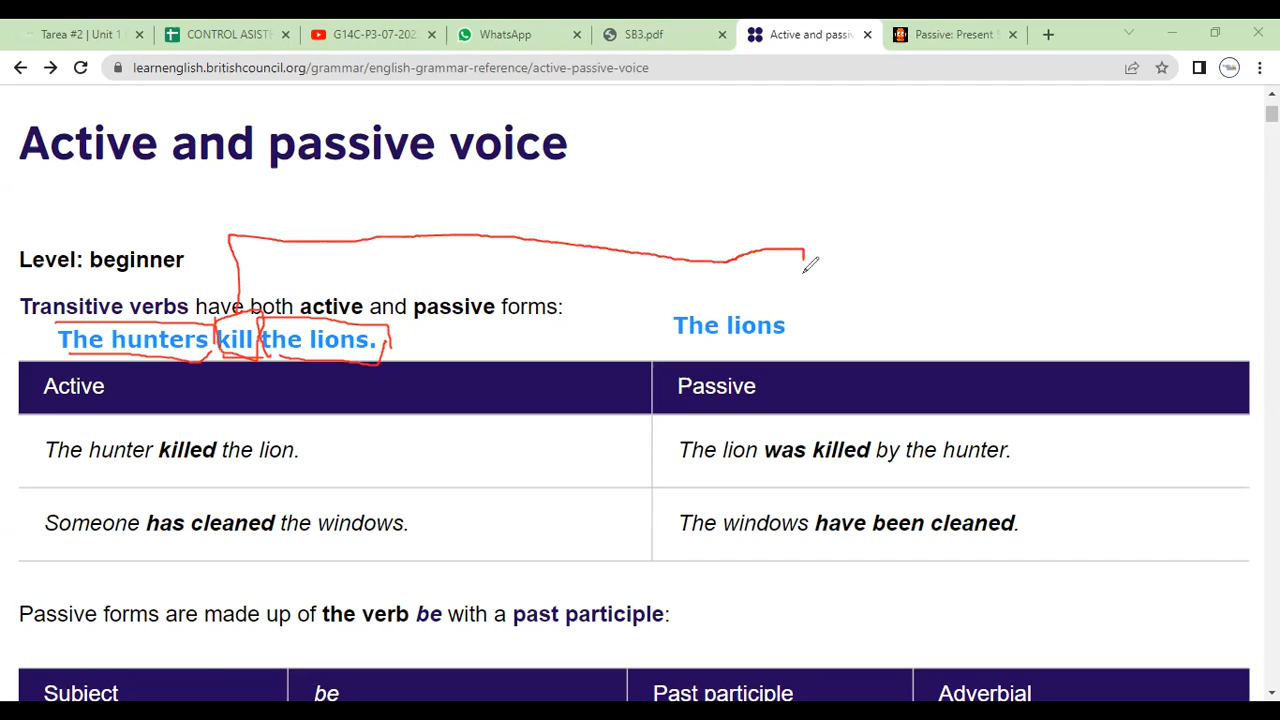 Tarea #2 | Unit 1
CONTROL ASIST
G14C-P3-07-202
WhatsApp
SB3.pdf
Active and passiv
Passive: Present S
learnenglish.britishcouncil.org/grammar/english-grammar-reference/active-passive-voice
Active and passive voice
Level: beginner
Transitive verbs have both active and passive forms:
The hunters kill the lions.
The lions
Active
Passive
The hunter killed the lion.
The lion was killed by the hunter.
Someone has cleaned the windows.
The windows have been cleaned.
Passive forms are made up of the verb be with a past participle:
Subject
be
Past participle
Adverbial